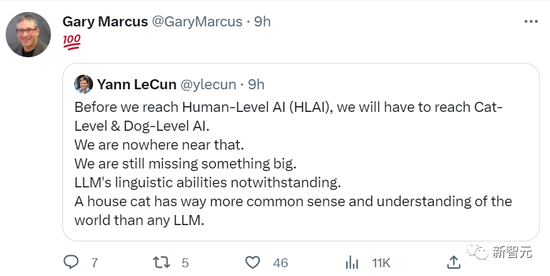 Gary Marcus @GaryMarcus · 9h
💯
Yann LeCun @ylecun · 9h
Before we reach Human-Level AI (HLAI), we will have to reach Cat-
Level & Dog-Level AI.
We are nowhere near that.
We are still missing something big.
LLM's linguistic abilities notwithstanding.
A house cat has way more common sense and understanding of the
world than any LLM.
7 5 46 11K
新智元